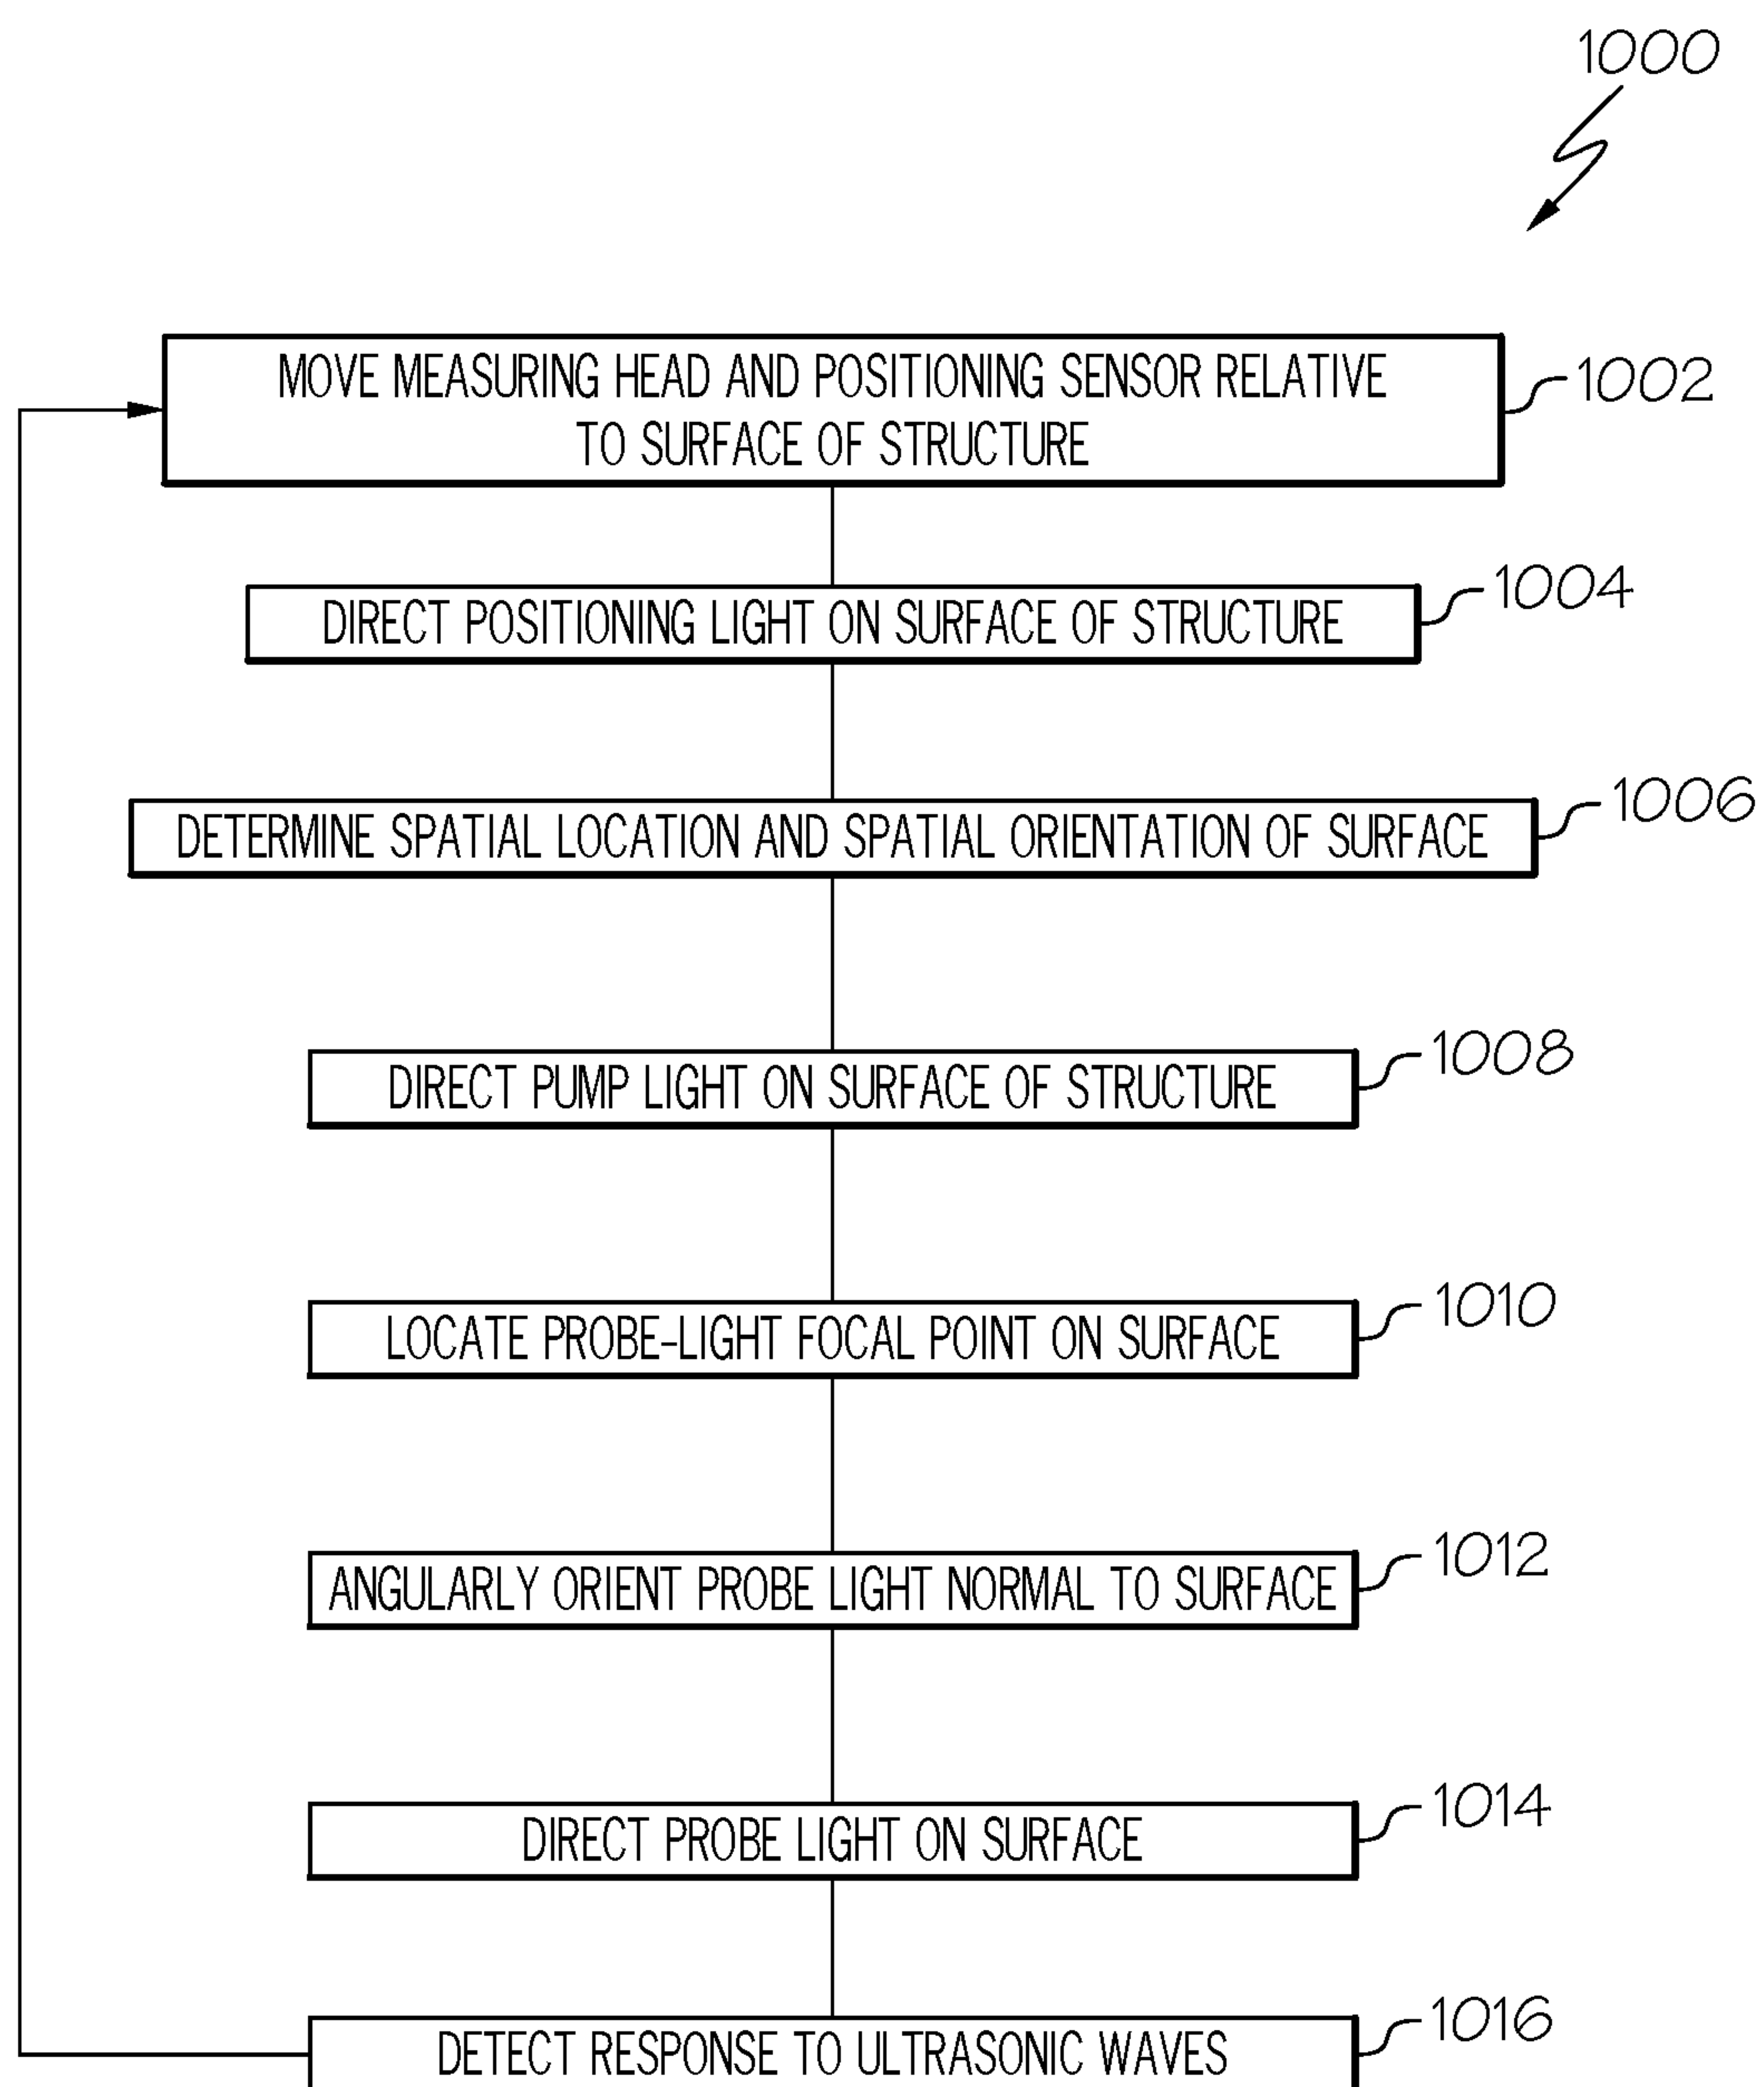 1000
MOVE MEASURING HEAD AND POSITIONING SENSOR RELATIVE
TO SURFACE OF STRUCTURE
1002
DIRECT POSITIONING LIGHT ON SURFACE OF STRUCTURE
1004
DETERMINE SPATIAL LOCATION AND SPATIAL ORIENTATION OF SURFACE
1006
DIRECT PUMP LIGHT ON SURFACE OF STRUCTURE
1008
LOCATE PROBE-LIGHT FOCAL POINT ON SURFACE
1010
ANGULARLY ORIENT PROBE LIGHT NORMAL TO SURFACE
1012
DIRECT PROBE LIGHT ON SURFACE
1014
DETECT RESPONSE TO ULTRASONIC WAVES
1016